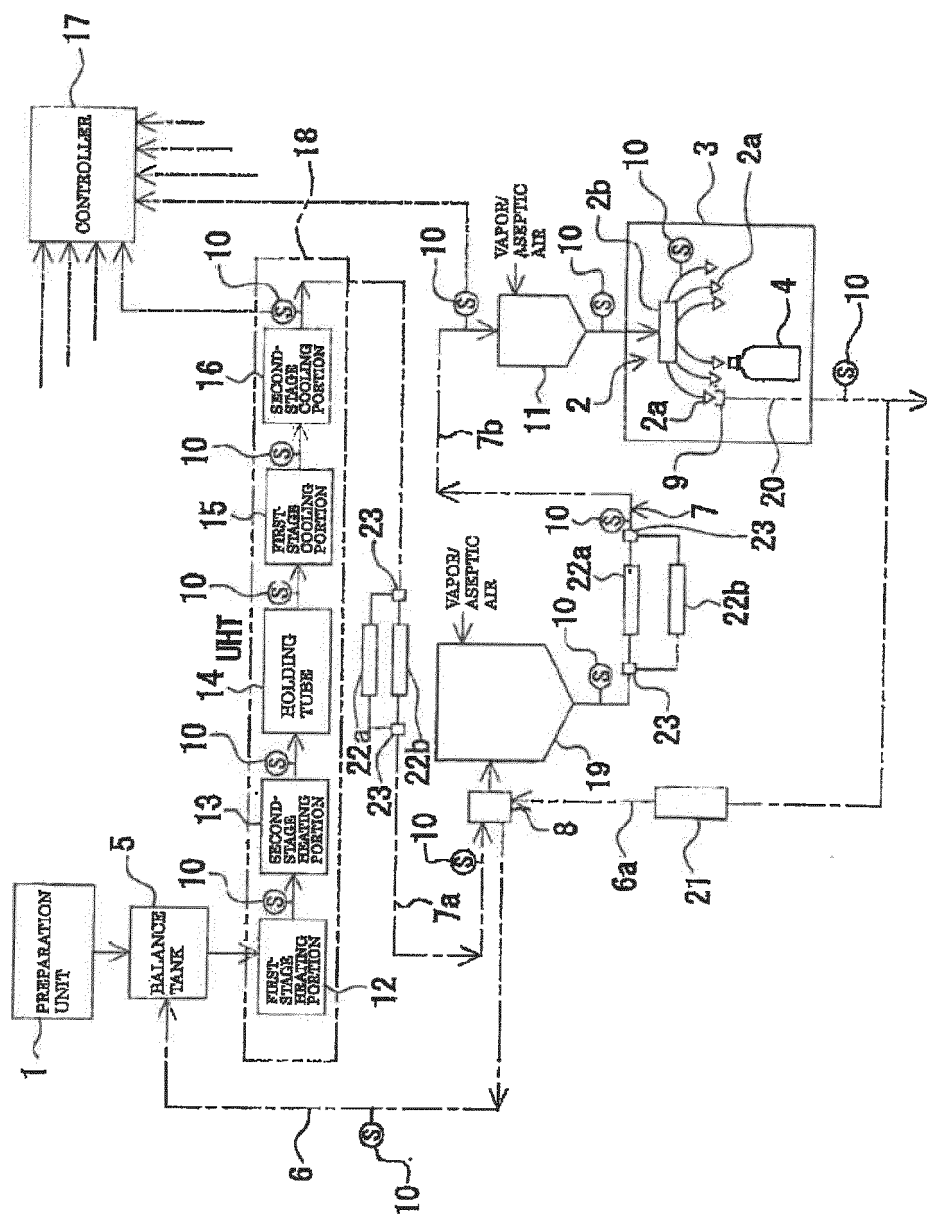 17
CONTROLLER
18
10
10
VAPOR/
ASEPTIC
AIR
10
2b
10
3
2a
16
SECOND-
STAGE
COOLING
PORTION
11
2
4
10
10
7b
2a
9
20
15
FIRST-
STAGE
COOLING
PORTION
23
10
7
23
10
VAPOR/
ASEPTIC
AIR
22a
22b
UHT
14
HOLDING
TUBE
10
22a
22b
23
19
23
10
13
SECOND-
STAGE
HEATING
PORTION
10
8
6a
21
10
7a
5
BALANCE
TANK
FIRST-
STAGE
HEATING
PORTION
12
PREPARATION
UNIT
1
6
10
S
S
S
S
S
S
S
S
S
S
S
S
S
S